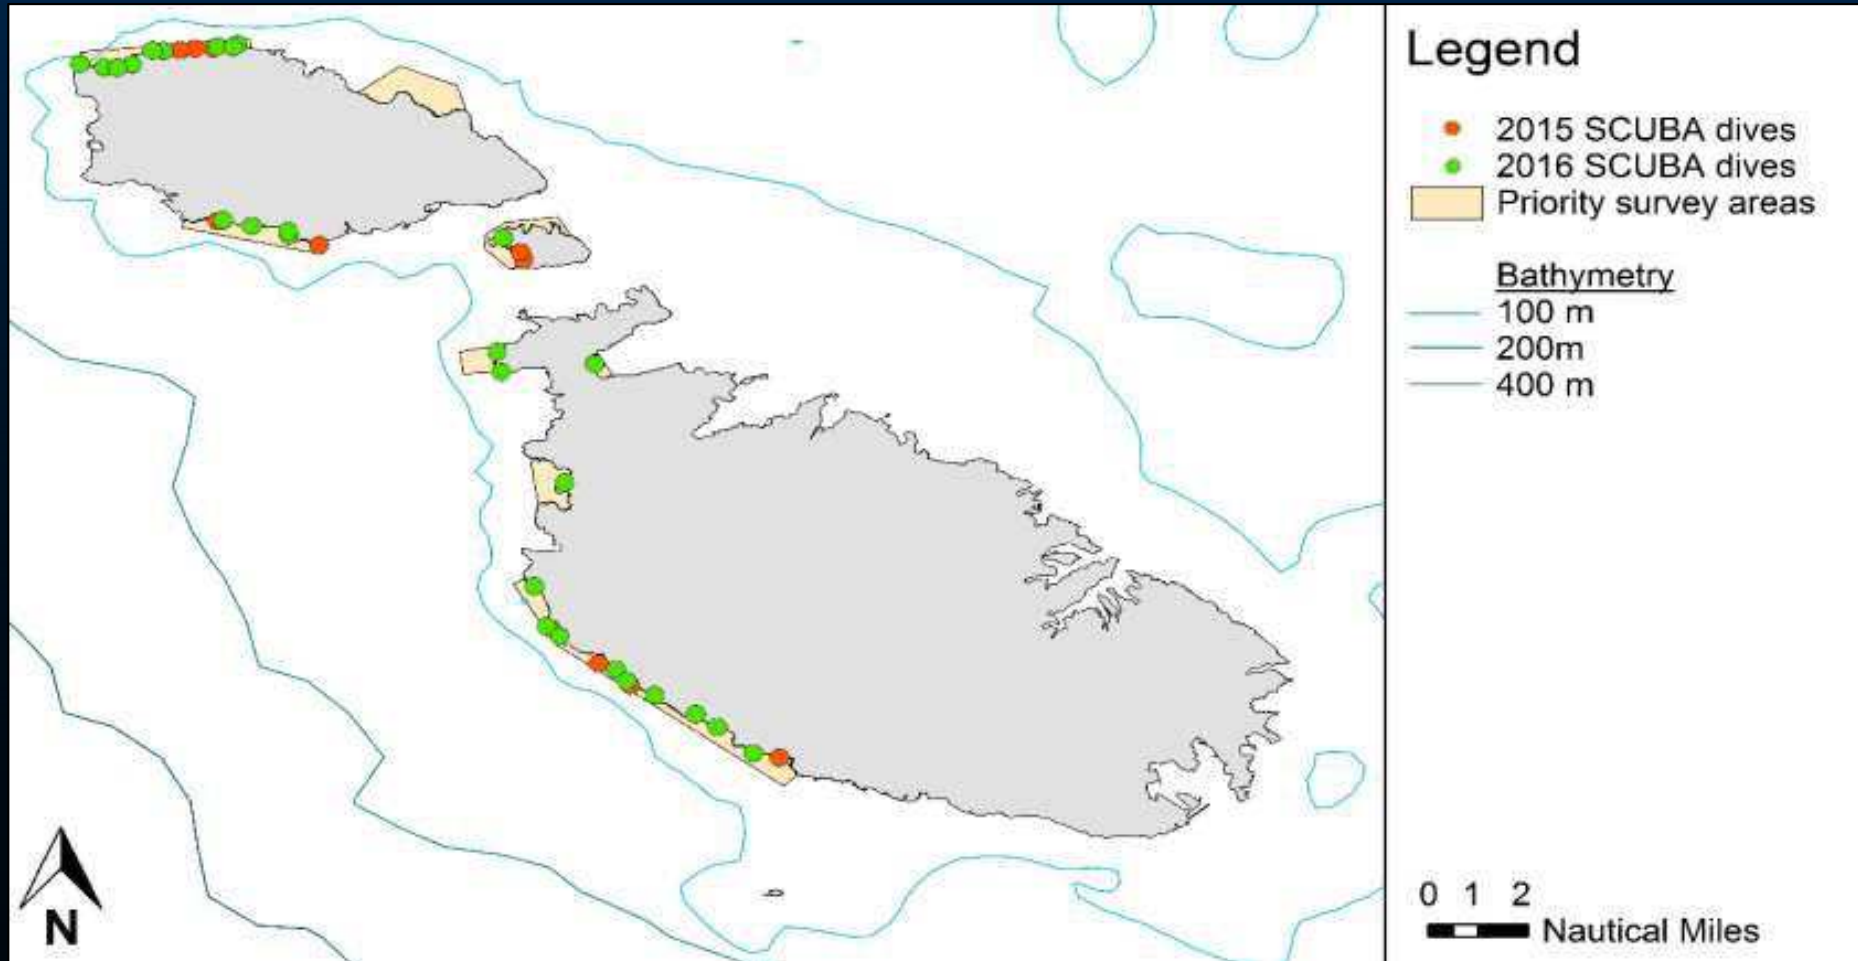 Legend
2015 SCUBA dives
2016 SCUBA dives
Priority survey areas
Bathymetry
100 m
200m
400 m
0 1 2
Nautical Miles
N